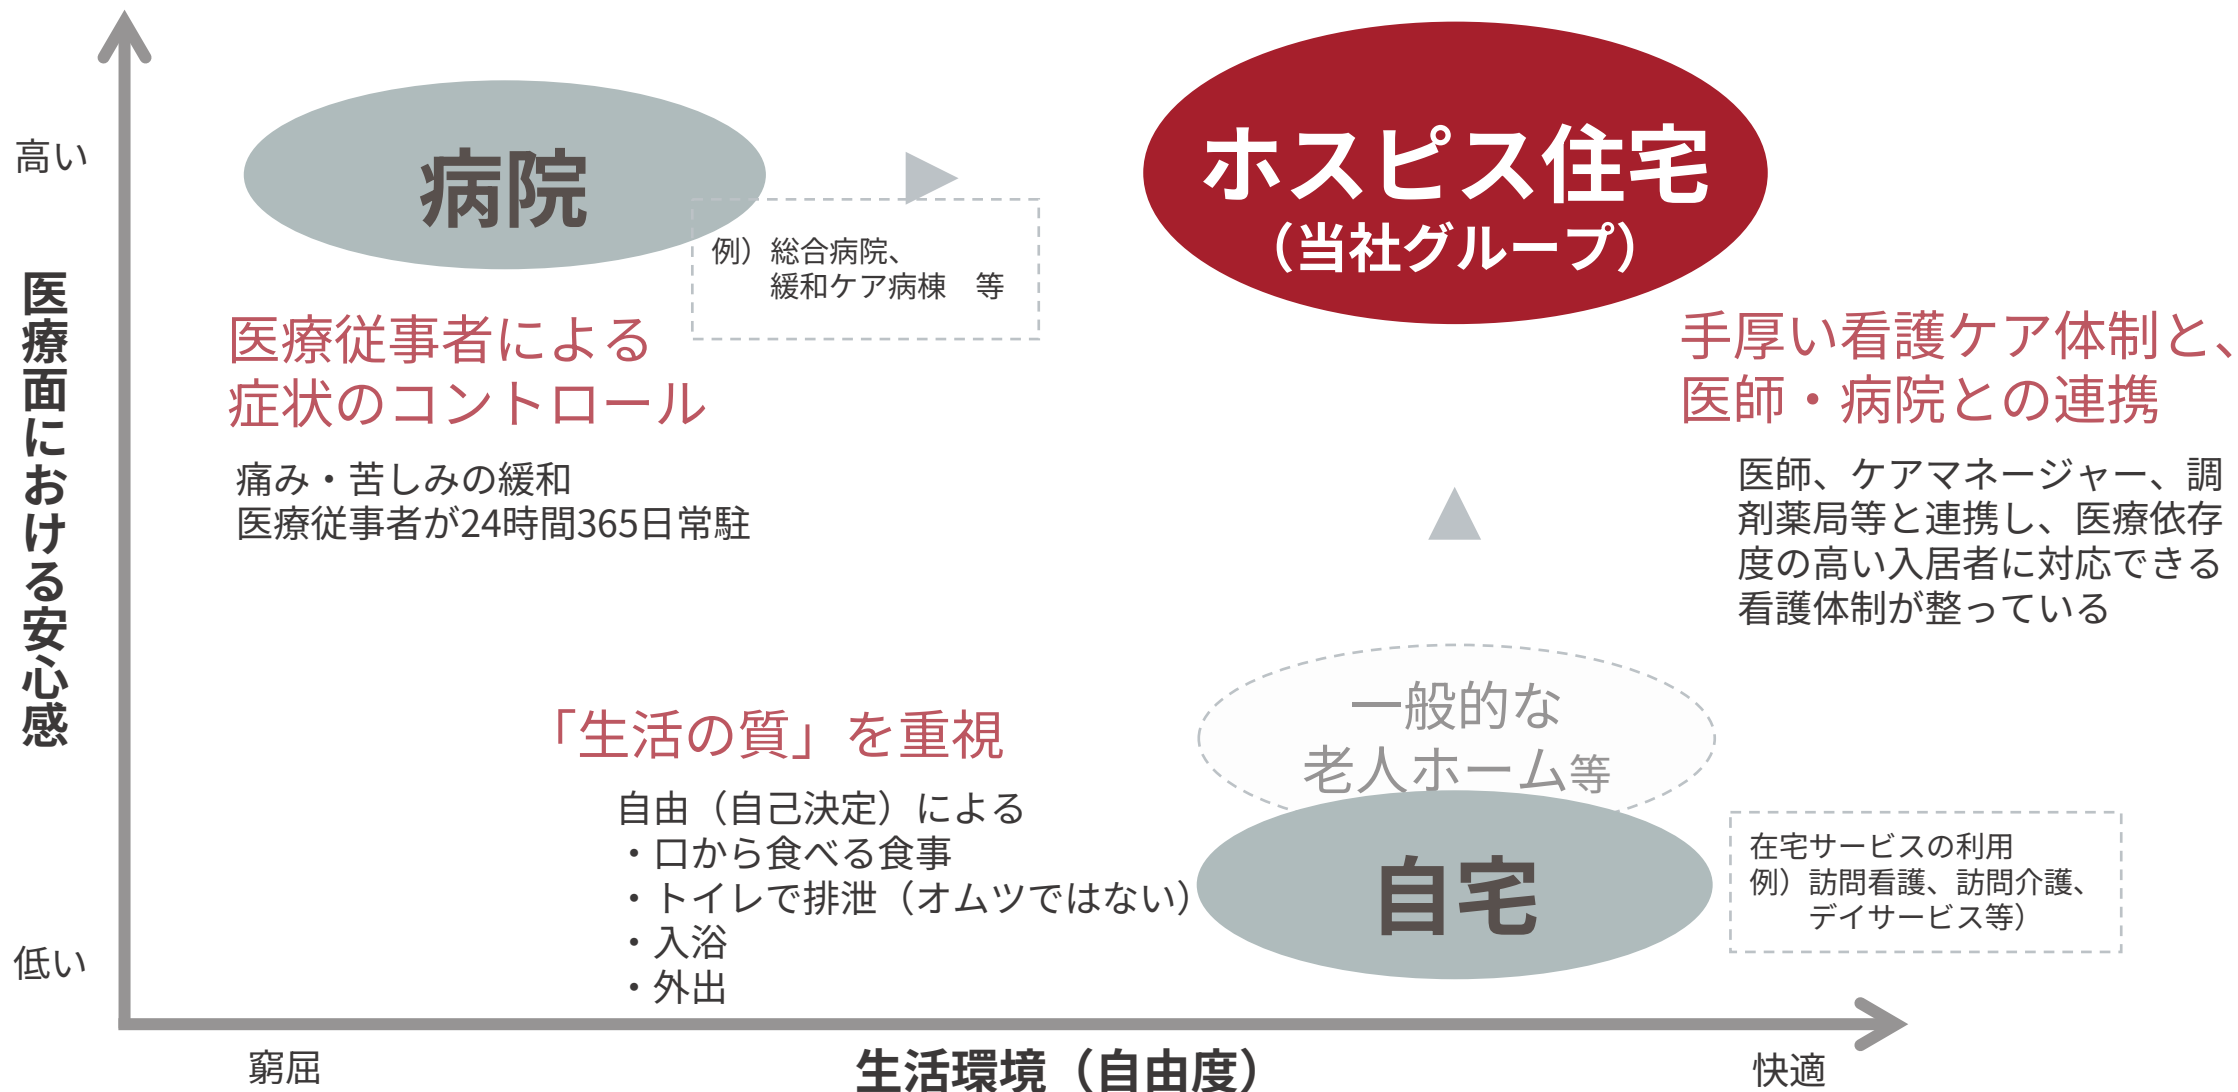 高い
医療面における安心感
低い
病院
例）総合病院、
緩和ケア病棟　等
医療従事者による
症状のコントロール
痛み・苦しみの緩和
医療従事者が24時間365日常駐
ホスピス住宅
（当社グループ）
手厚い看護ケア体制と、
医師・病院との連携
医師、ケアマネージャー、調
剤薬局等と連携し、医療依存
度の高い入居者に対応できる
看護体制が整っている
「生活の質」を重視
自由（自己決定）による
・口から食べる食事
・トイレで排泄（オムツではない）
・入浴
・外出
一般的な
老人ホーム等
自宅
在宅サービスの利用
例）訪問看護、訪問介護、
デイサービス等）
窮屈
生活環境（自由度）
快適